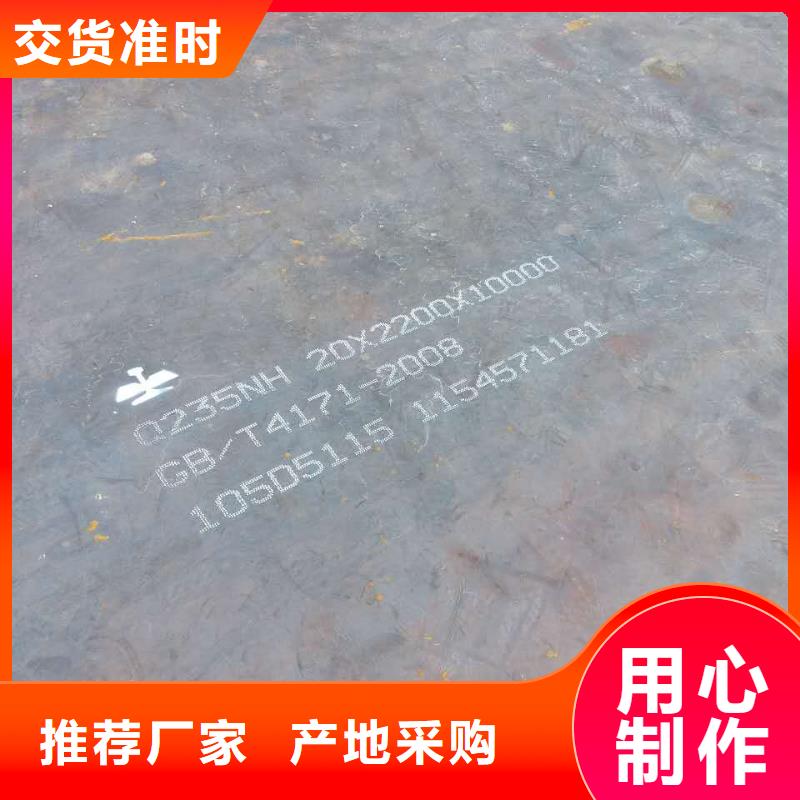 交货准时
Q235NH 20X2200X10000
GB/T4171-2008
105D5115 1154571181
推荐厂家 产地采购
用心
制作